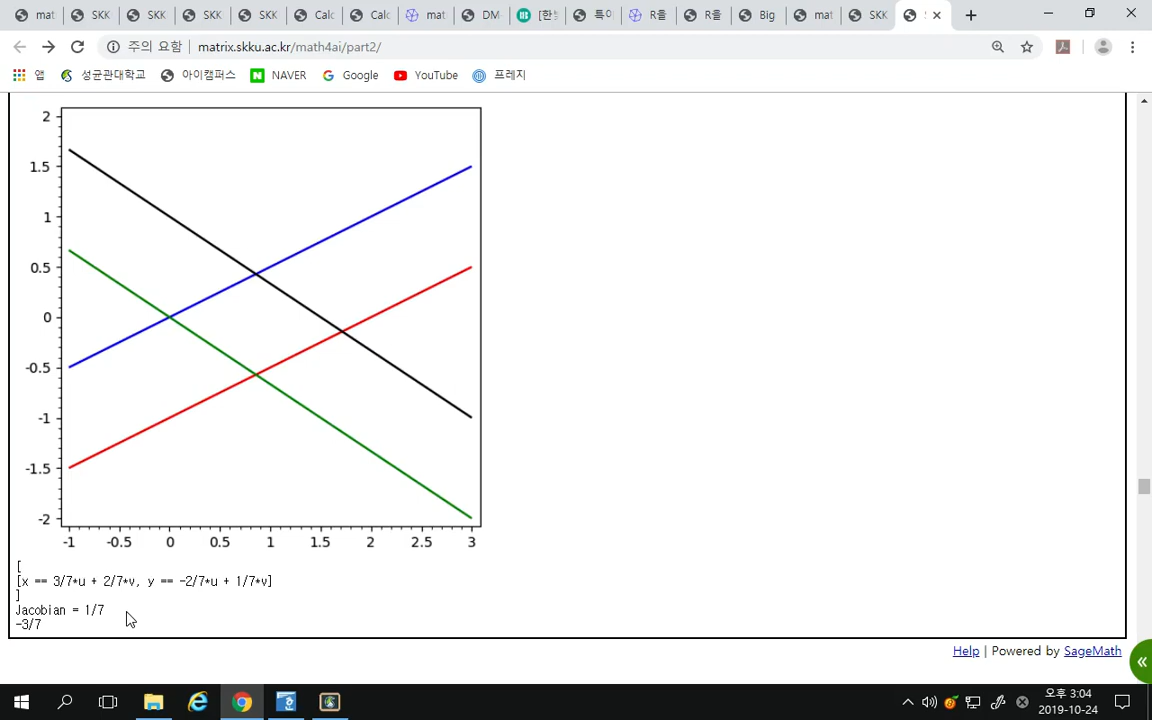 mat SKK SKK SKK SKK Calc Calc mat DM- [한 특이 R을 R을 Big mat SKK
주의 요함 | matrix.skku.ac.kr/math4ai/part2/
앱 성균관대학교 아이캠퍼스 NAVER Google YouTube 프레지
2
1.5
1
0.5
0
-0.5
-1
-1.5
-2
-1 -0.5 0 0.5 1 1.5 2 2.5 3
[
[x == 3/7*u + 2/7*v, y == -2/7*u + 1/7*v]
]
Jacobian = 1/7
-3/7
Help | Powered by SageMath
오후 3:04
2019-10-24